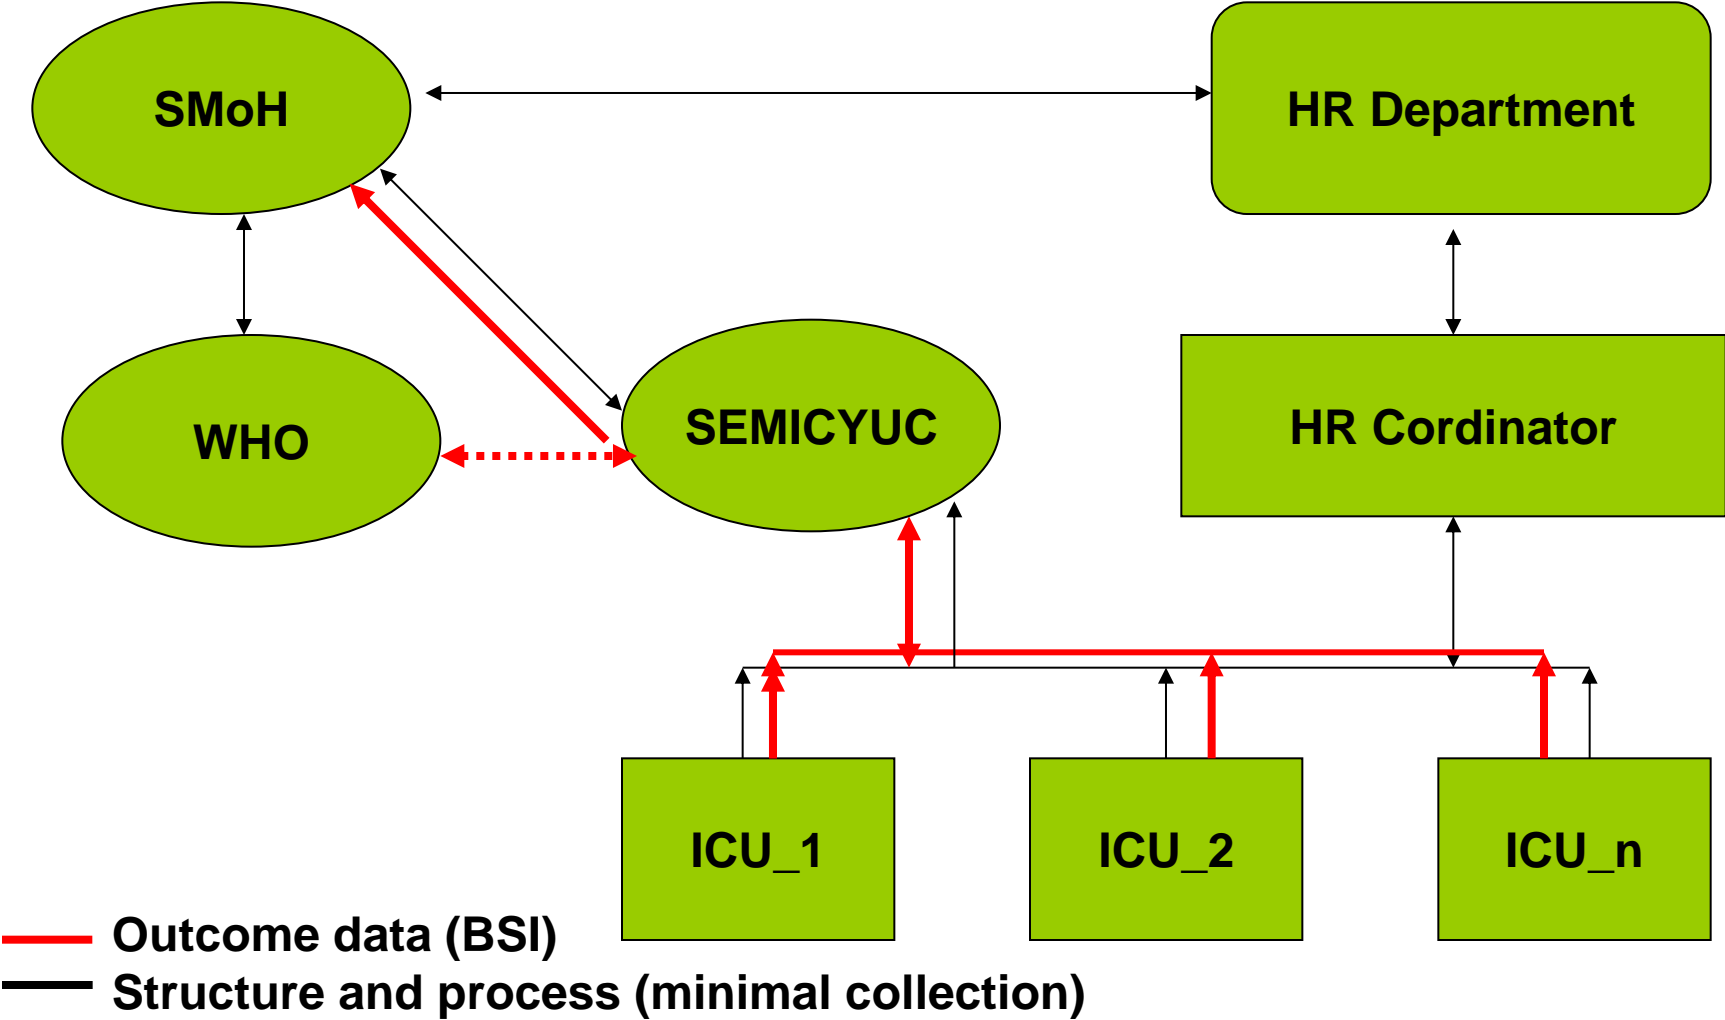 SMoH
HR Department
WHO
SEMICYUC
HR Cordinator
ICU_1
ICU_2
ICU_n
Outcome data (BSI)
Structure and process (minimal collection)